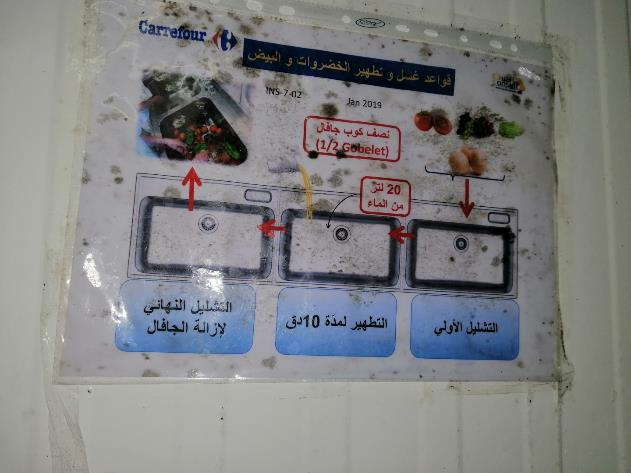 Carrefour
قواعد غسل و تطهير الخضروات و البيض
INS-7-02
Jan 2019
نصف كوب جافال
(1/2 Gobelet)
20 لتر
من الماء
التشليل الأولي
التطهير لمدة 10دق
التشليل النهائي
لإزالة الجافال